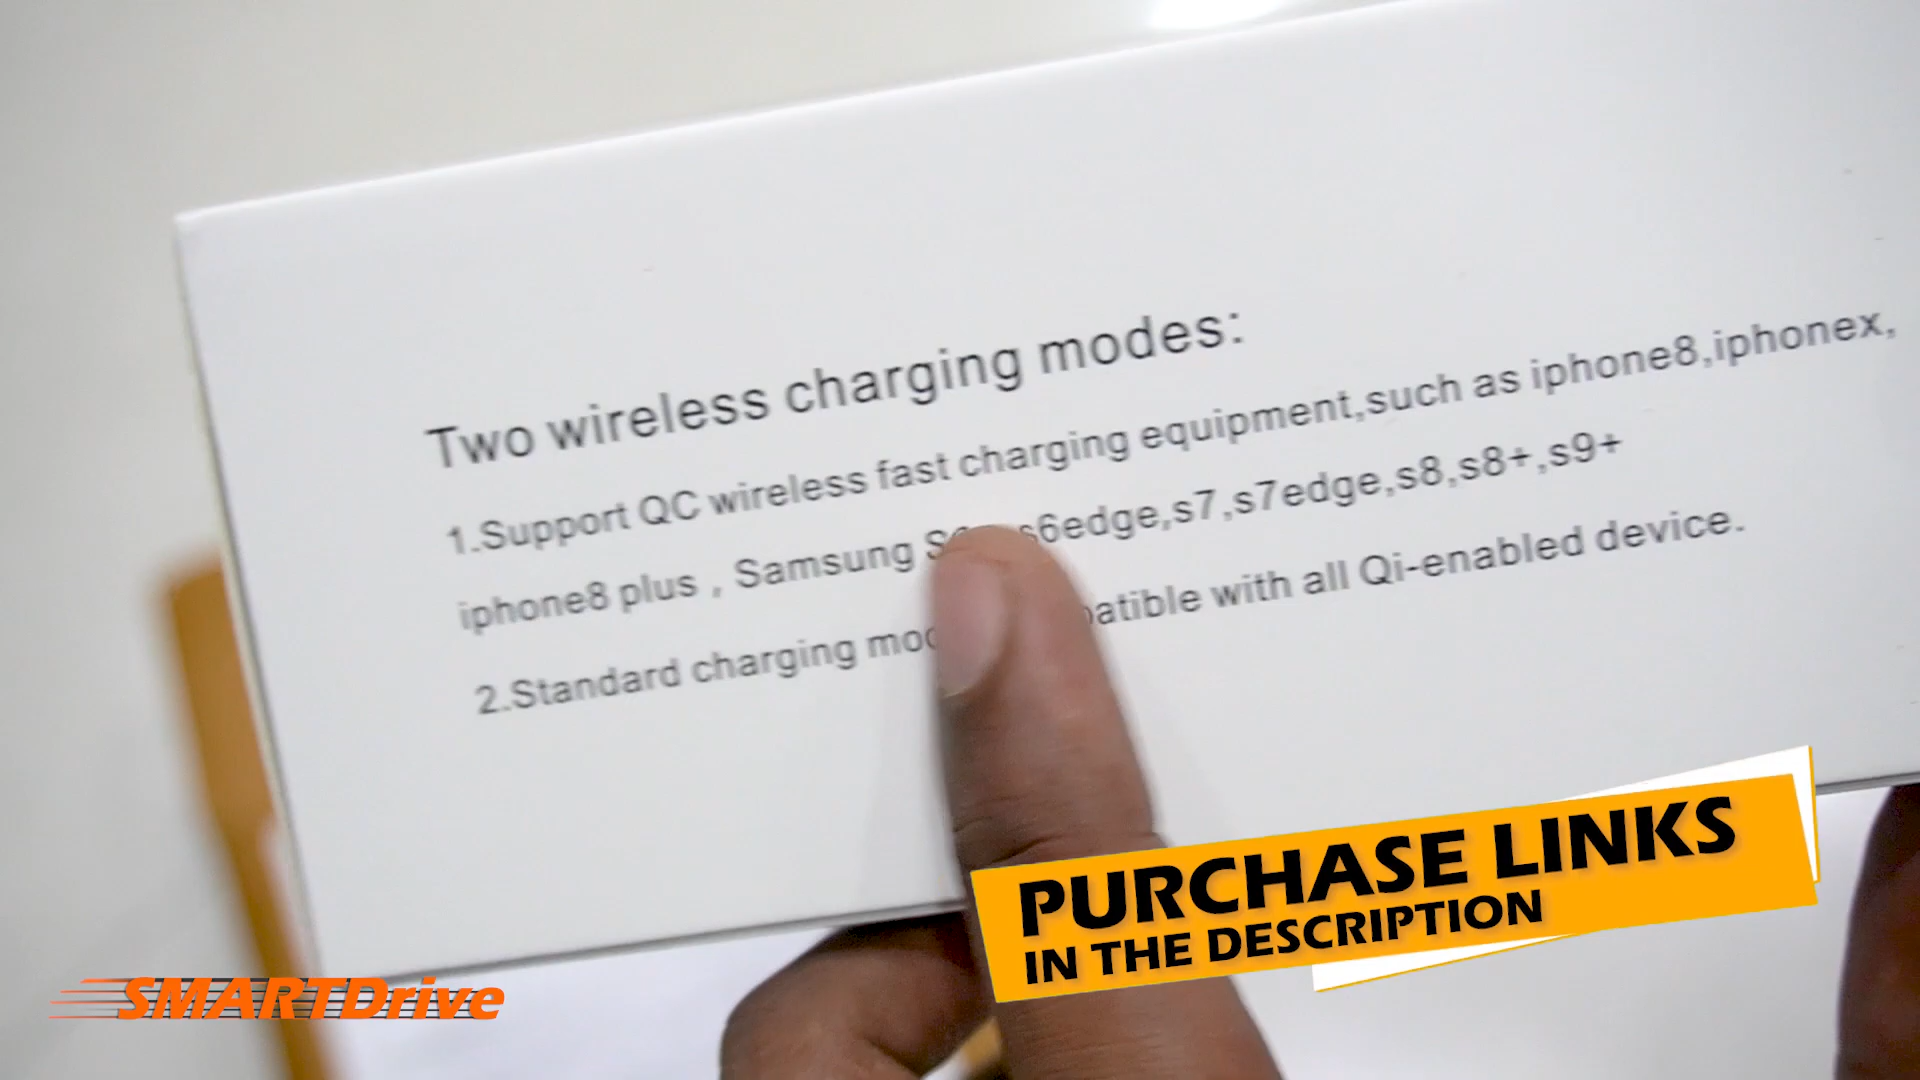 Two wireless charging modes:
1.Support QC wireless fast charging equipment,such as iphone8,iphonex,
iphone8 plus , Samsung s6edge,s7,s7edge,s8,s8+,s9+
2.Standard charging with all Qi-enabled device.
PURCHASE LINKS
IN THE DESCRIPTION
SMARTDrive